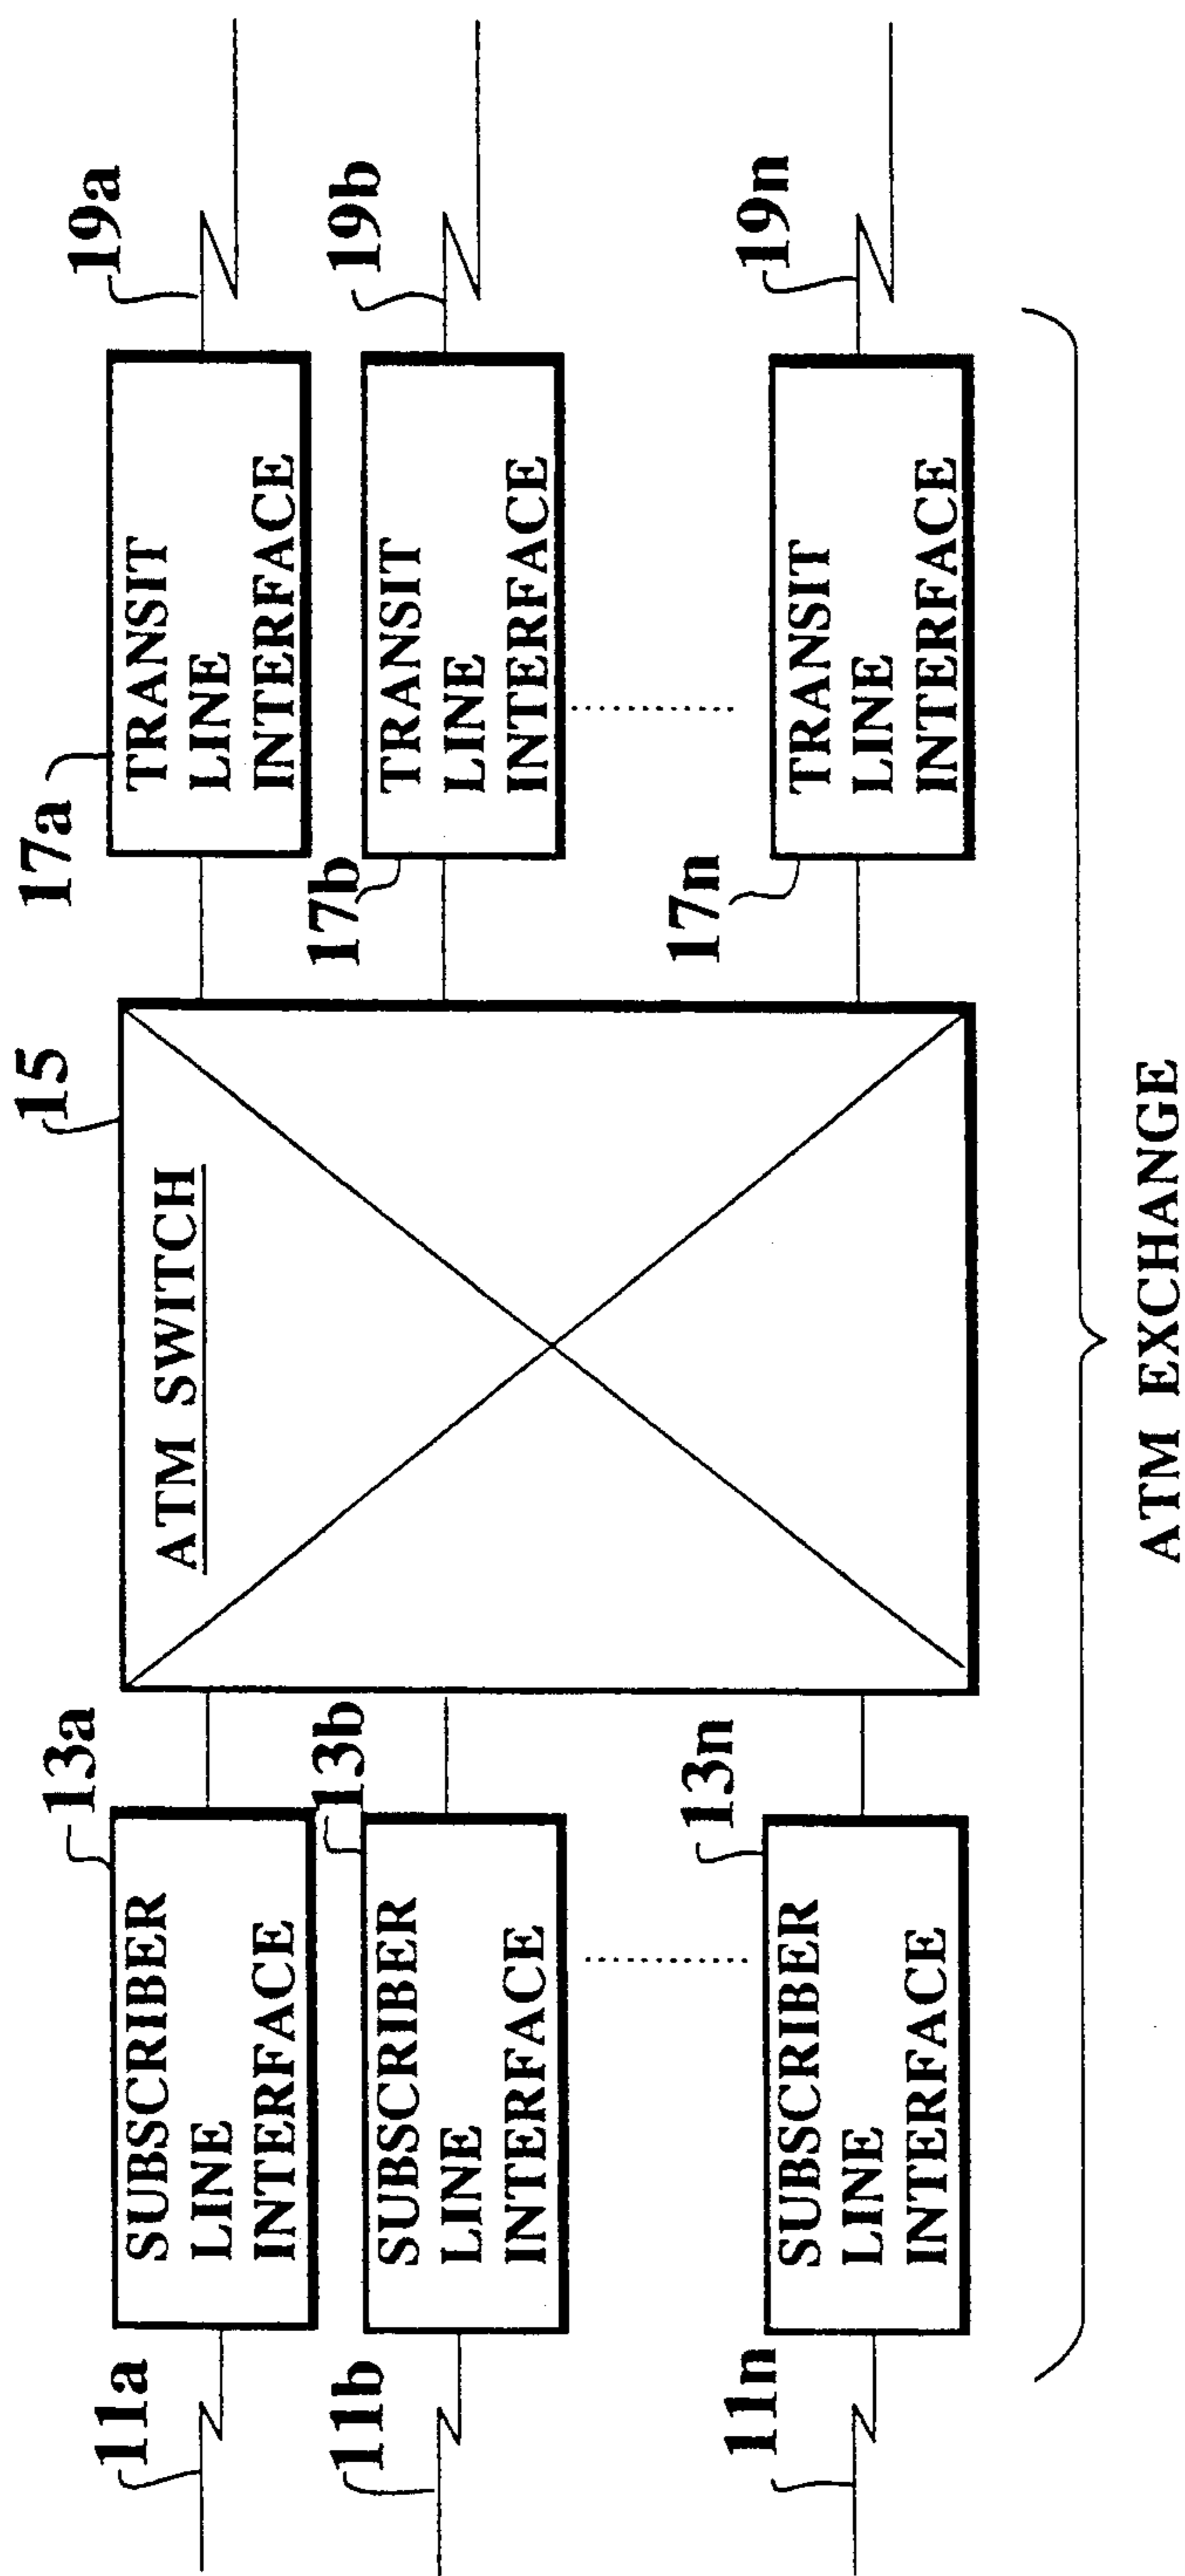 11a
SUBSCRIBER
LINE
INTERFACE
13a
11b
SUBSCRIBER
LINE
INTERFACE
13b
11n
SUBSCRIBER
LINE
INTERFACE
13n
ATM SWITCH
15
17a
TRANSIT
LINE
INTERFACE
19a
17b
TRANSIT
LINE
INTERFACE
19b
17n
TRANSIT
LINE
INTERFACE
19n
ATM EXCHANGE